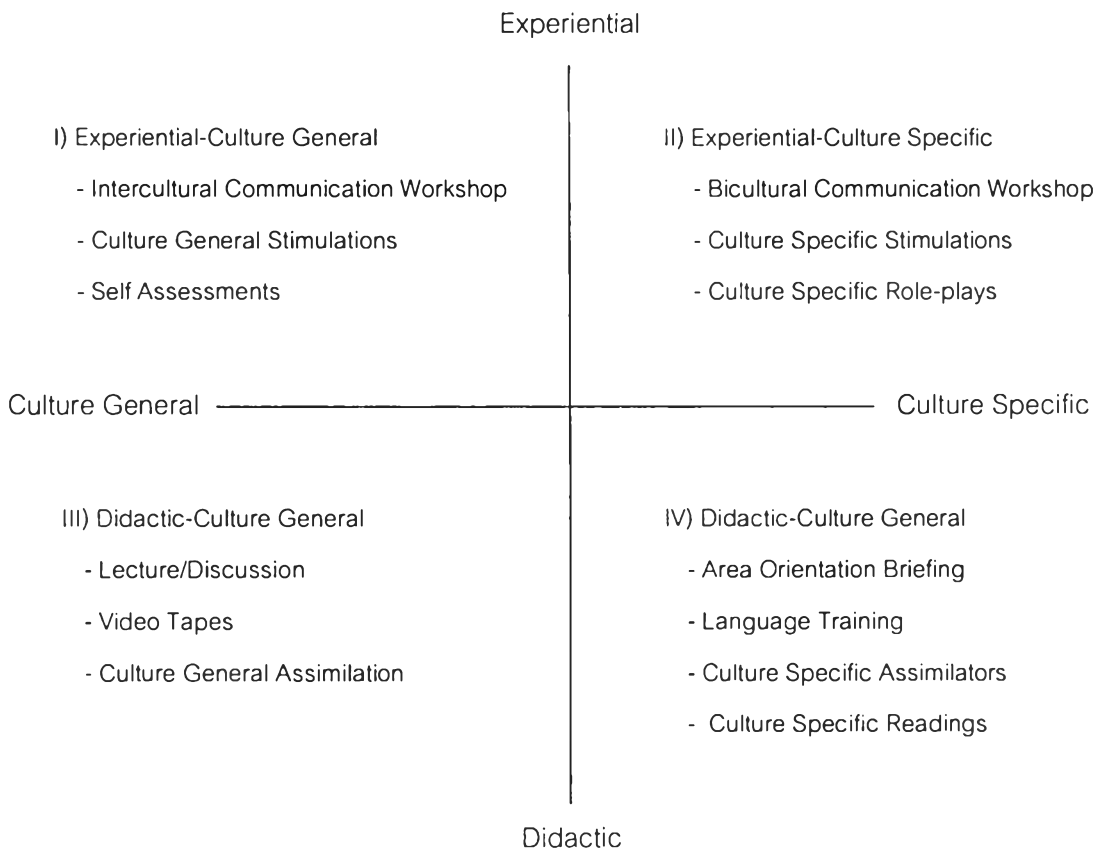 Experiential
I) Experiential-Culture General
- Intercultural Communication Workshop
- Culture General Stimulations
- Self Assessments
II) Experiential-Culture Specific
- Bicultural Communication Workshop
- Culture Specific Stimulations
- Culture Specific Role-plays
Culture General
Culture Specific
III) Didactic-Culture General
- Lecture/Discussion
- Video Tapes
- Culture General Assimilation
IV) Didactic-Culture General
- Area Orientation Briefing
- Language Training
- Culture Specific Assimilators
- Culture Specific Readings
Didactic